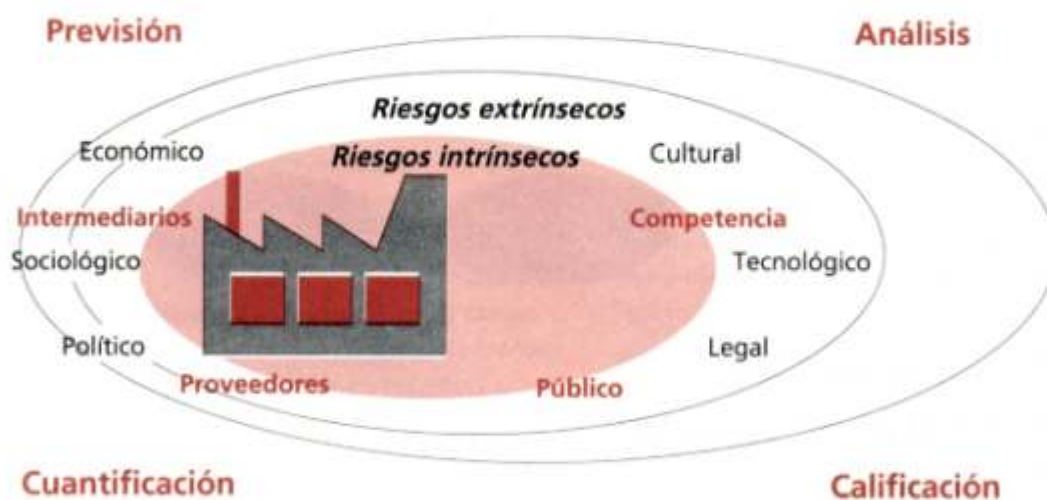 Previsión
Análisis
Riesgos extrínsecos
Económico
Riesgos intrínsecos
Cultural
Intermediarios
Competencia
Sociológico
Tecnológico
Político
Legal
Proveedores
Público
Cuantificación
Calificación